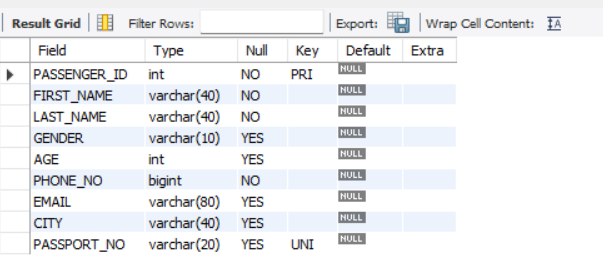 Result Grid Filter Rows: Export: Wrap Cell Content: IA
Field Type Null Key Default Extra
PASSENGER_ID int NO PRI NULL
FIRST_NAME varchar(40) NO NULL
LAST_NAME varchar(40) NO NULL
GENDER varchar(10) YES NULL
AGE int YES NULL
PHONE_NO bigint NO NULL
EMAIL varchar(80) YES NULL
CITY varchar(40) YES NULL
PASSPORT_NO varchar(20) YES UNI NULL